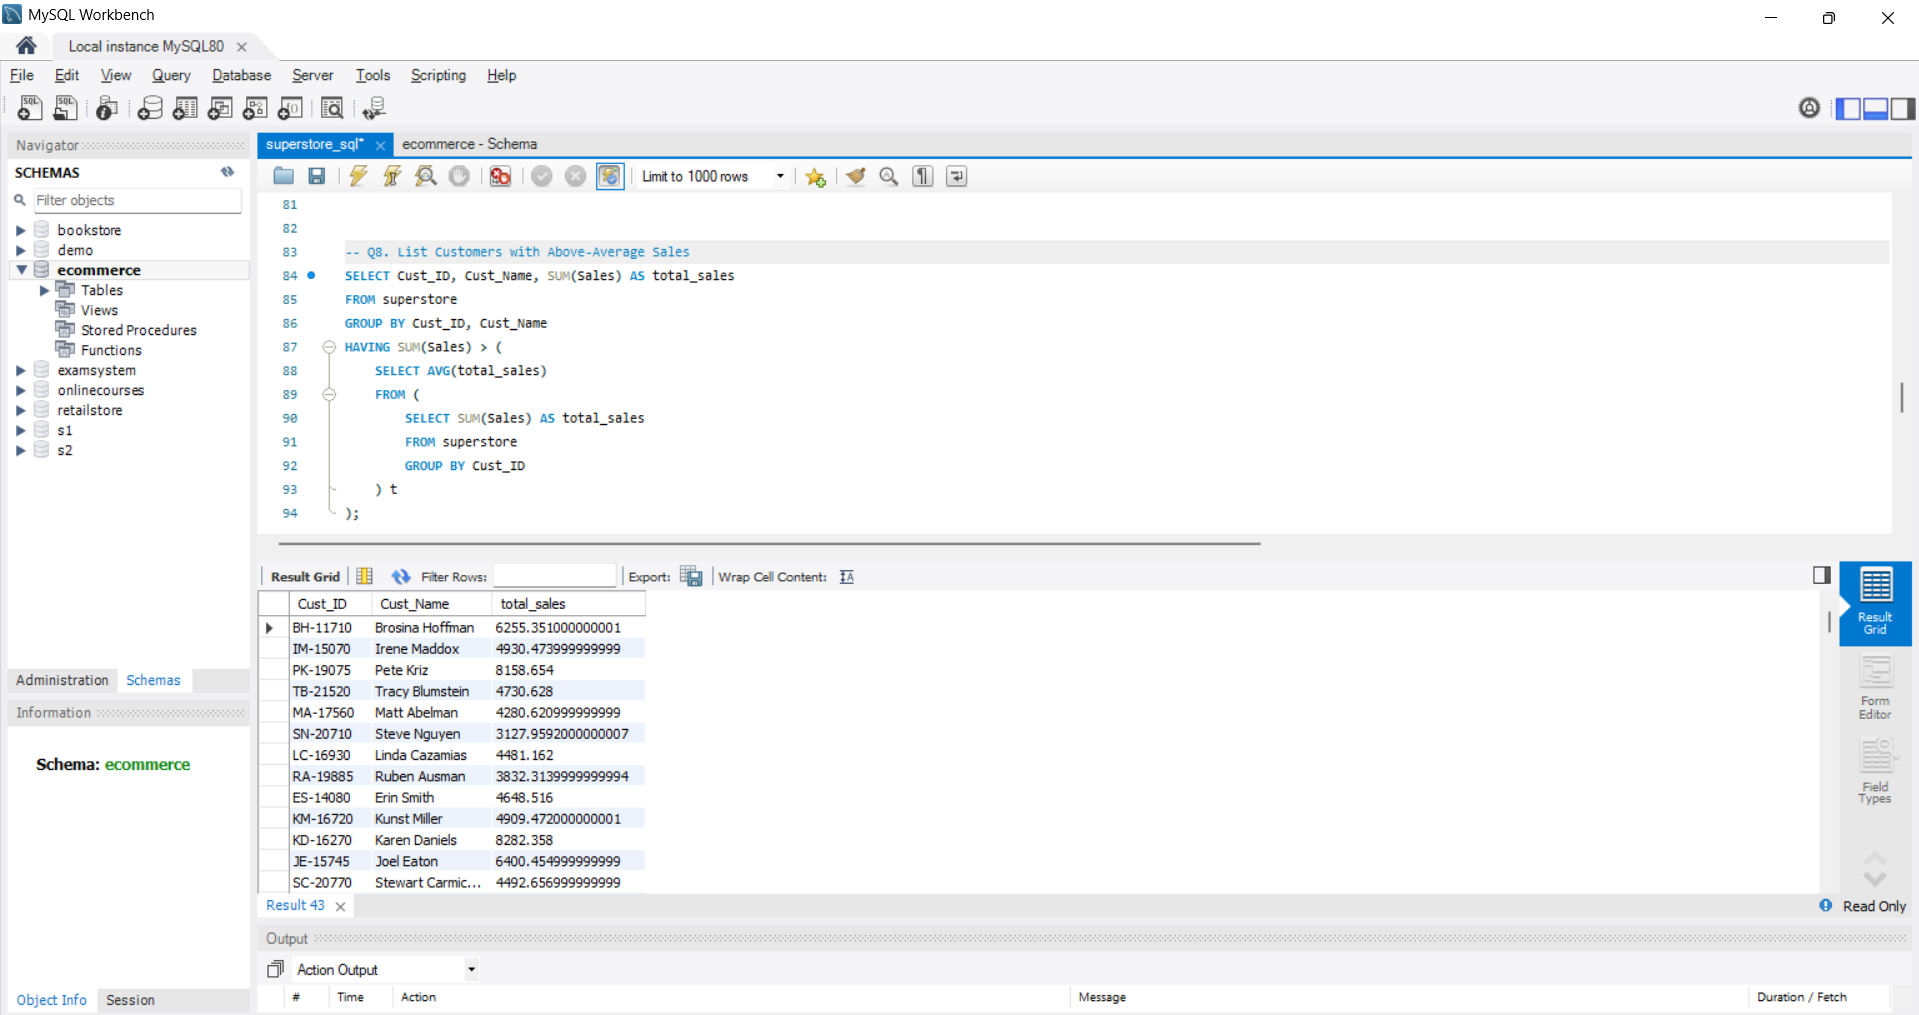 MySQL Workbench
Local instance MySQL80
File Edit View Query Database Server Tools Scripting Help
Navigator
SCHEMAS
Filter objects
bookstore
demo
ecommerce
Tables
Views
Stored Procedures
Functions
examsystem
onlinecourses
retailstore
s1
s2
Administration Schemas
Information
Schema: ecommerce
Object Info Session
superstore_sql* ecommerce - Schema
Limit to 1000 rows
81
82
83 -- Q8. List Customers with Above-Average Sales
84 SELECT Cust_ID, Cust_Name, SUM(Sales) AS total_sales
85 FROM superstore
86 GROUP BY Cust_ID, Cust_Name
87 HAVING SUM(Sales) > (
88 SELECT AVG(total_sales)
89 FROM (
90 SELECT SUM(Sales) AS total_sales
91 FROM superstore
92 GROUP BY Cust_ID
93 ) t
94 );
Result Grid Filter Rows: Export: Wrap Cell Content:
Cust_ID Cust_Name total_sales
BH-11710 Brosina Hoffman 6255.351000000001
IM-15070 Irene Maddox 4930.473999999999
PK-19075 Pete Kriz 8158.654
TB-21520 Tracy Blumstein 4730.628
MA-17560 Matt Abelman 4280.620999999999
SN-20710 Steve Nguyen 3127.9592000000007
LC-16930 Linda Cazamias 4481.162
RA-19885 Ruben Ausman 3832.3139999999994
ES-14080 Erin Smith 4648.516
KM-16720 Kunst Miller 4909.472000000001
KD-16270 Karen Daniels 8282.358
JE-15745 Joel Eaton 6400.454999999999
SC-20770 Stewart Carmic... 4492.656999999999
Result
Grid
Form
Editor
Field
Types
Result 43
Read Only
Output
Action Output
# Time Action Message Duration / Fetch